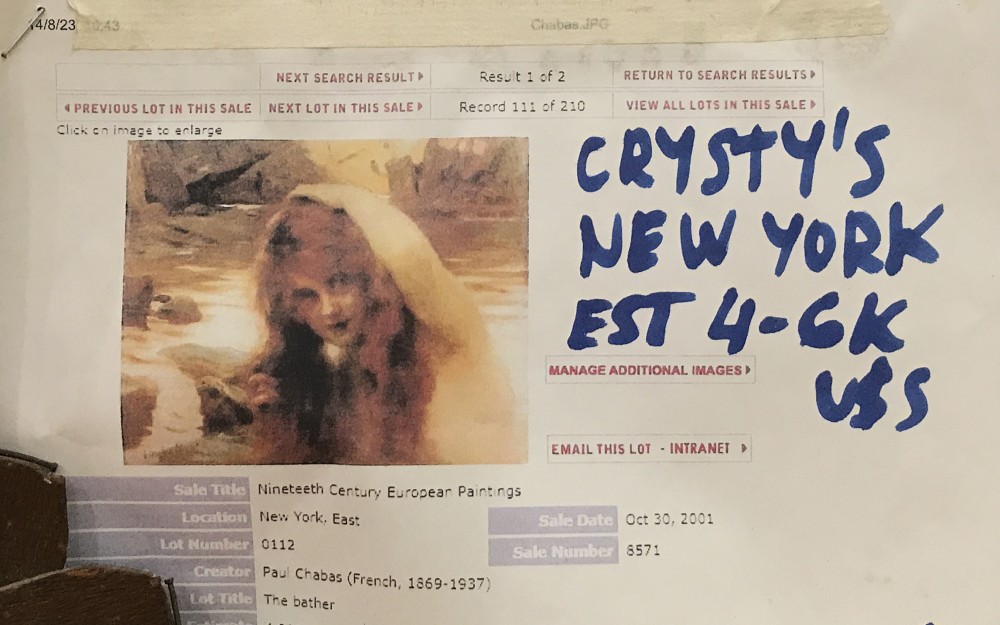 14/8/23 10:43 Chabas.JPG
NEXT SEARCH RESULT Result 1 of 2 RETURN TO SEARCH RESULTS
PREVIOUS LOT IN THIS SALE NEXT LOT IN THIS SALE Record 111 of 210 VIEW ALL LOTS IN THIS SALE
Click on image to enlarge
CRYSTY'S
NEW YORK
EST 4-6K
U$S
MANAGE ADDITIONAL IMAGES
EMAIL THIS LOT - INTRANET
Sale Title Nineteeth Century European Paintings
Location New York, East Sale Date Oct 30, 2001
Lot Number 0112 Sale Number 8571
Creator Paul Chabas (French, 1869-1937)
Lot Title The bather